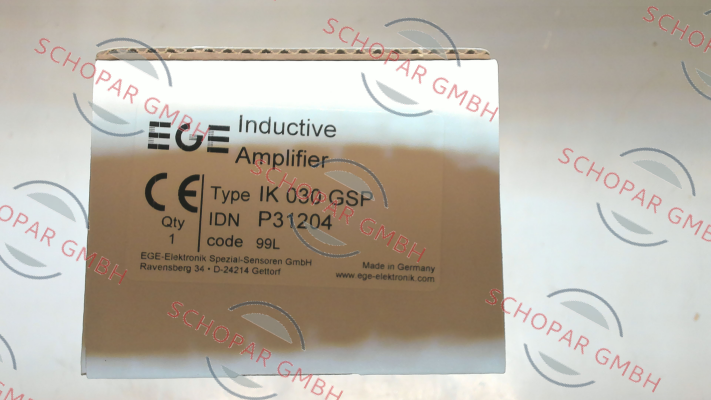 EGE Inductive
Amplifier
CE
Type IK 030 GSP
Qty IDN P31204
1 code 99L
EGE-Elektronik Spezial-Sensoren GmbH
Ravensberg 34 • D-24214 Gettorf
Made in Germany
www.ege-elektronik.com
SCHOPAR GMBH
SCHOPAR GMBH
SCHOPAR GMBH
SCHOPAR GMBH
SCHOPAR GMBH
SCHOPAR GMBH
SCHOPAR GMBH
SCHOPAR GMBH